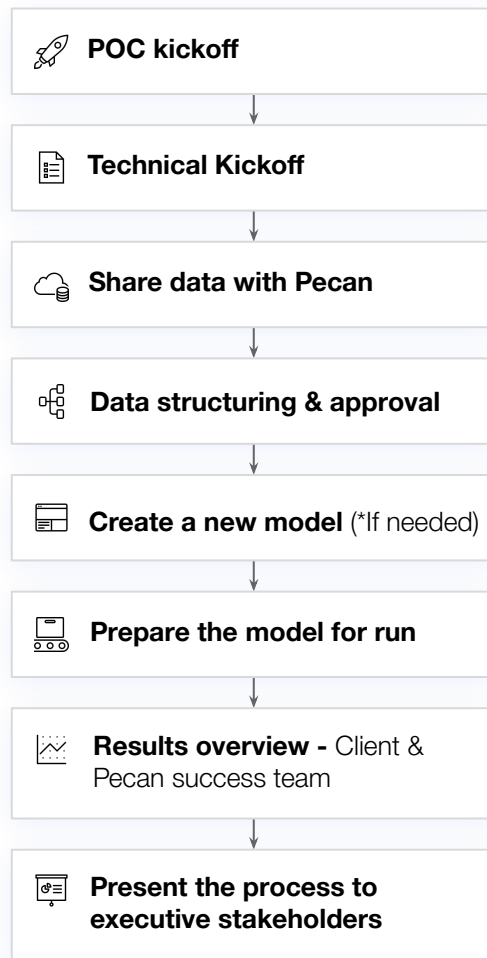 POC kickoff
Technical Kickoff
Share data with Pecan
Data structuring & approval
Create a new model (*If needed)
Prepare the model for run
Results overview - Client &
Pecan success team
Present the process to
executive stakeholders